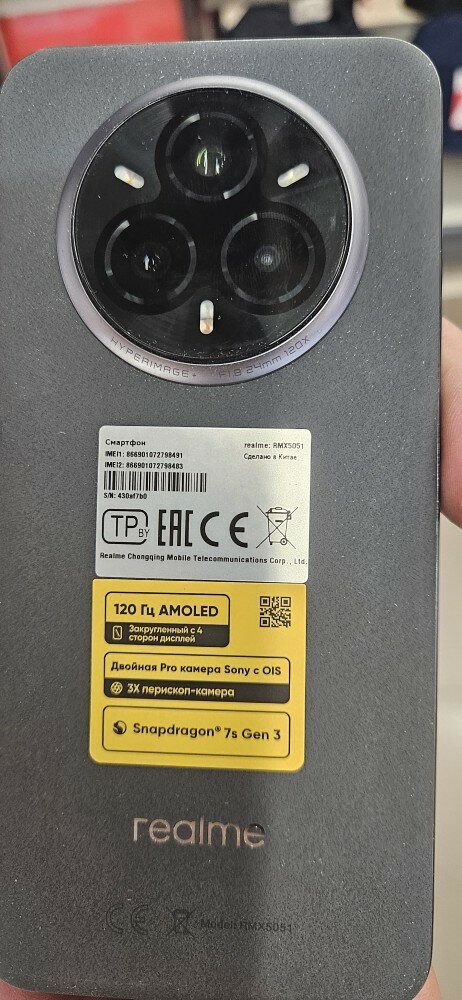 HYPERIMAGE+ F1.8 24mm 120X
Смартфон
realme: RMX5051
IMEI1: 866901072798491
Сделано в Китае
IMEI2: 866901072798483
S/N: 430af7b0
TP BY EAC CE
Realme Chongqing Mobile Telecommunications Corp., Ltd.
120 Гц AMOLED
Закругленный с 4
сторон дисплей
Двойная Pro камера Sony с OIS
3X перископ-камера
Snapdragon® 7s Gen 3
realme
CE Model: RMX5051